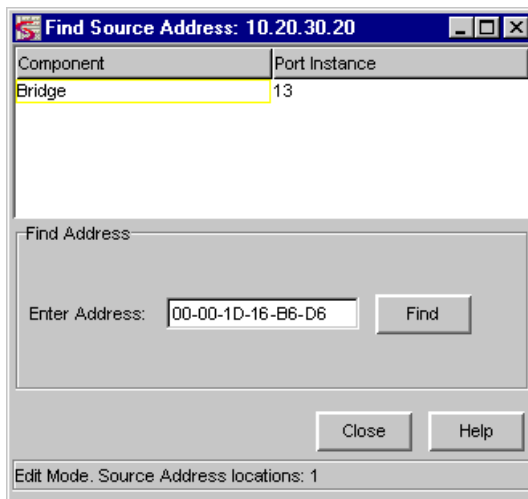 Find Source Address: 10.20.30.20
Component Port Instance
Bridge 13
Find Address
Enter Address: 00-00-1D-16-B6-D6 Find
Close Help
Edit Mode. Source Address locations: 1